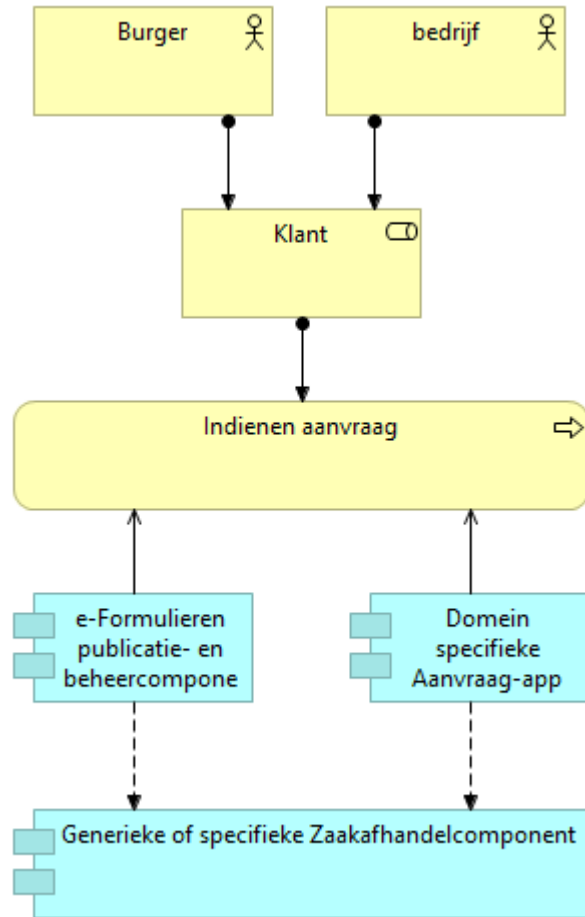 Burger
bedrijf
Klant
Indienen aanvraag
e-Formulieren
publicatie- en
beheercompone
Domein
specifieke
Aanvraag-app
Generieke of specifieke Zaakafhandelcomponent